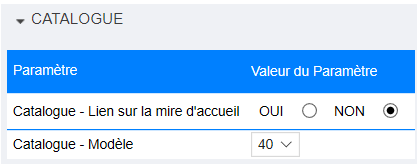 CATALOGUE
Paramètre Valeur du Paramètre
Catalogue - Lien sur la mire d'accueil OUI NON
Catalogue - Modèle 40